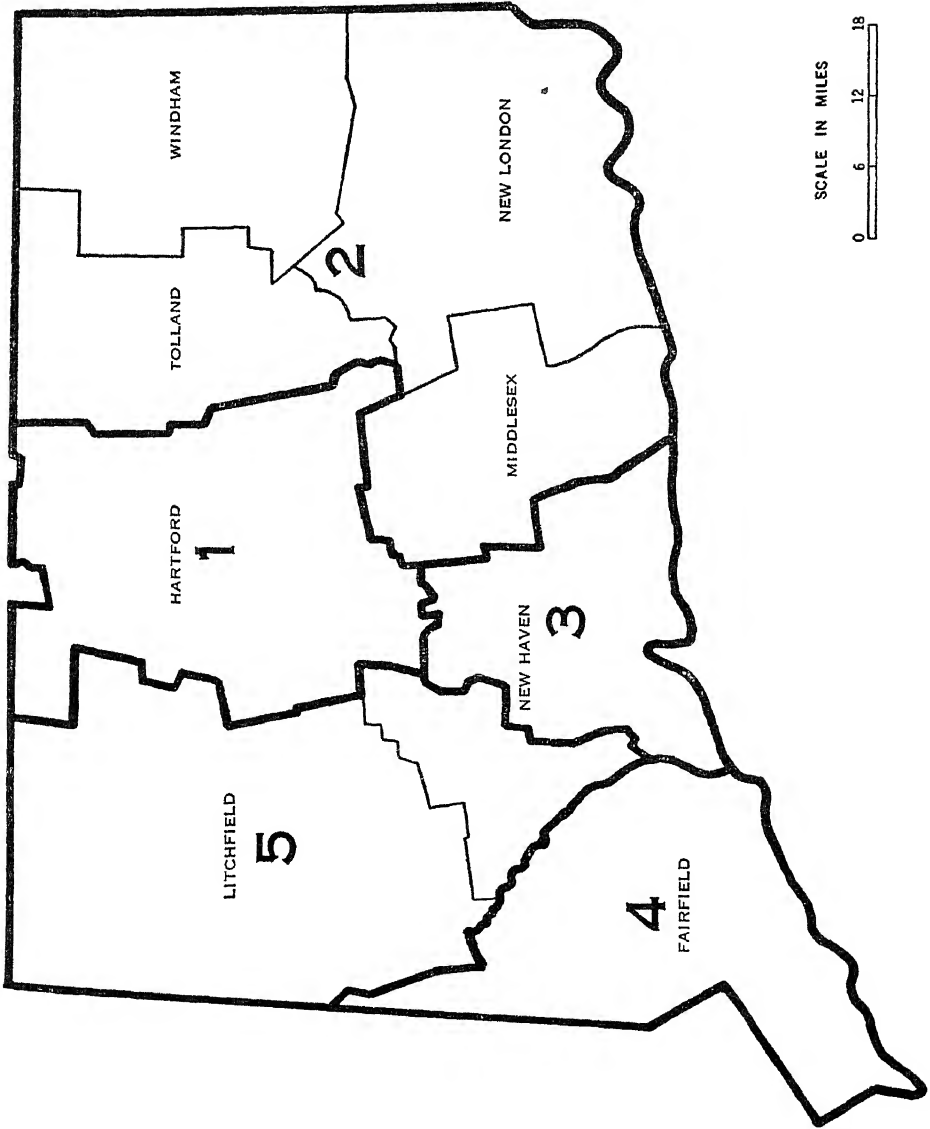 LITCHFIELD
5
HARTFORD
1
TOLLAND
WINDHAM
2
NEW LONDON
MIDDLESEX
NEW HAVEN
3
4
FAIRFIELD
SCALE IN MILES
0 6 12 18